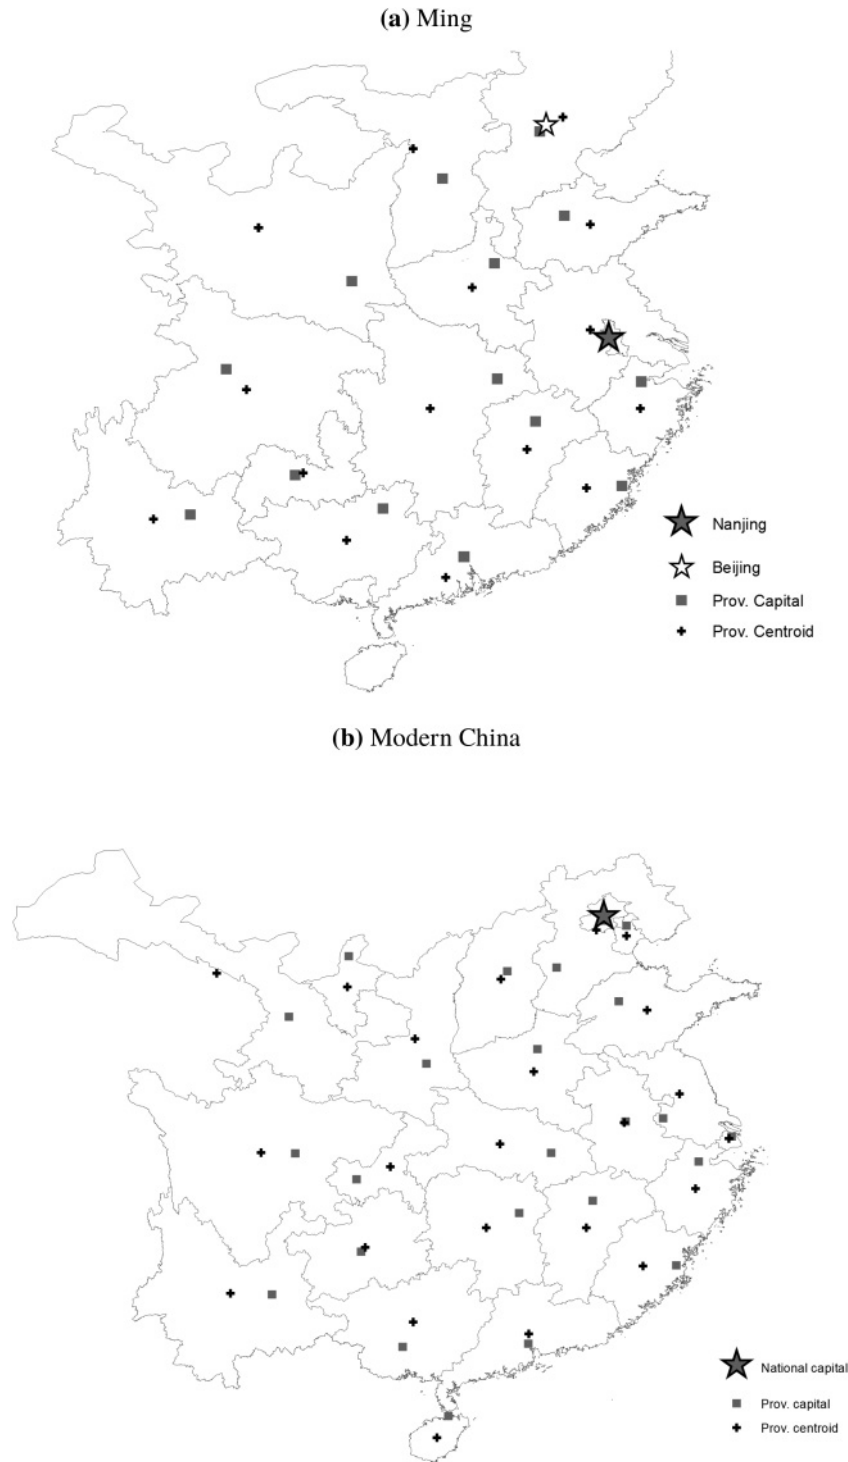 (a) Ming
Nanjing
Beijing
Prov. Capital
Prov. Centroid
(b) Modern China
National capital
Prov. capital
Prov. centroid